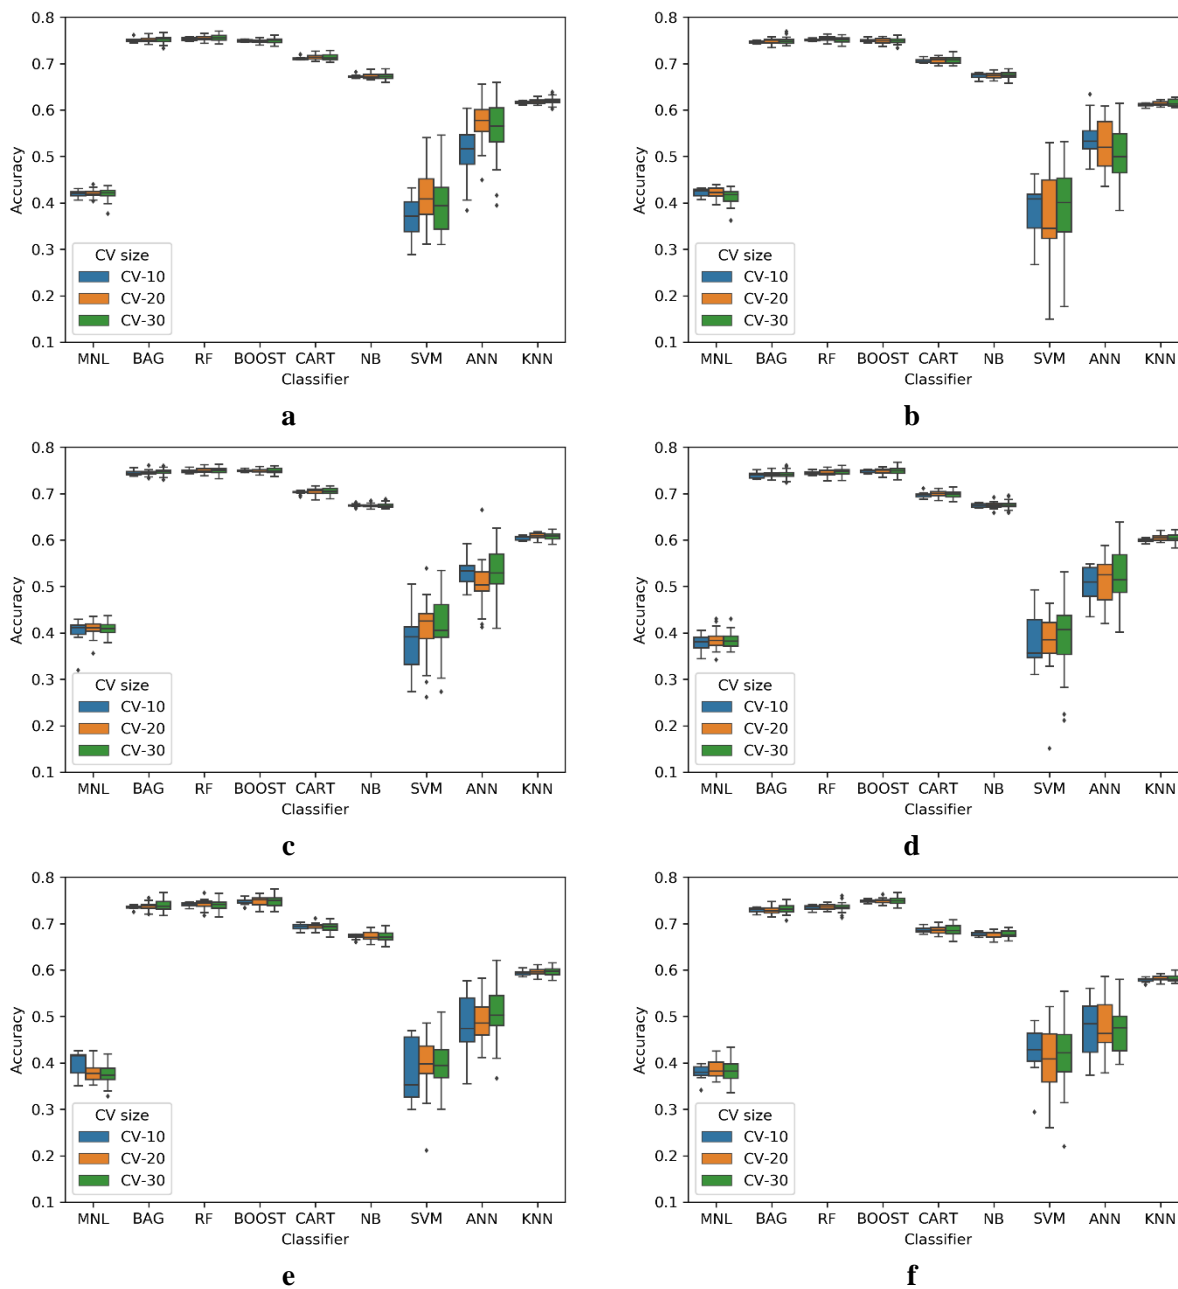 0.8
0.7
0.6
0.5
0.4
0.3
0.2
0.1
Accuracy
CV size
CV-10
CV-20
CV-30
MNL BAG RF BOOST CART NB SVM ANN KNN
Classifier
a
0.8
0.7
0.6
0.5
0.4
0.3
0.2
0.1
Accuracy
CV size
CV-10
CV-20
CV-30
MNL BAG RF BOOST CART NB SVM ANN KNN
Classifier
b
0.8
0.7
0.6
0.5
0.4
0.3
0.2
0.1
Accuracy
CV size
CV-10
CV-20
CV-30
MNL BAG RF BOOST CART NB SVM ANN KNN
Classifier
c
0.8
0.7
0.6
0.5
0.4
0.3
0.2
0.1
Accuracy
CV size
CV-10
CV-20
CV-30
MNL BAG RF BOOST CART NB SVM ANN KNN
Classifier
d
0.8
0.7
0.6
0.5
0.4
0.3
0.2
0.1
Accuracy
CV size
CV-10
CV-20
CV-30
MNL BAG RF BOOST CART NB SVM ANN KNN
Classifier
e
0.8
0.7
0.6
0.5
0.4
0.3
0.2
0.1
Accuracy
CV size
CV-10
CV-20
CV-30
MNL BAG RF BOOST CART NB SVM ANN KNN
Classifier
f